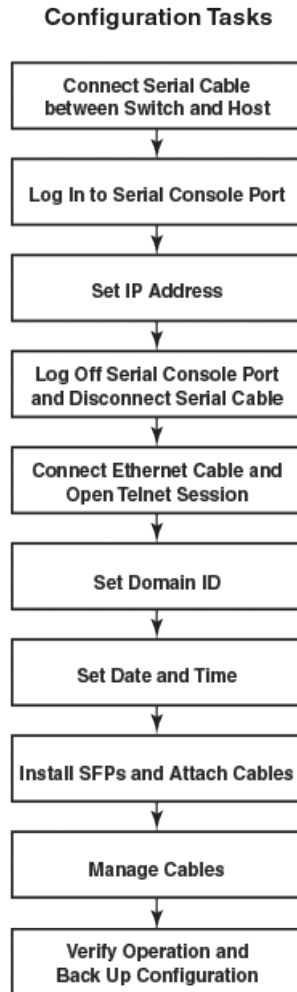 Configuration Tasks
Connect Serial Cable
between Switch and Host
Log In to Serial Console Port
Set IP Address
Log Off Serial Console Port
and Disconnect Serial Cable
Connect Ethernet Cable and
Open Telnet Session
Set Domain ID
Set Date and Time
Install SFPs and Attach Cables
Manage Cables
Verify Operation and
Back Up Configuration